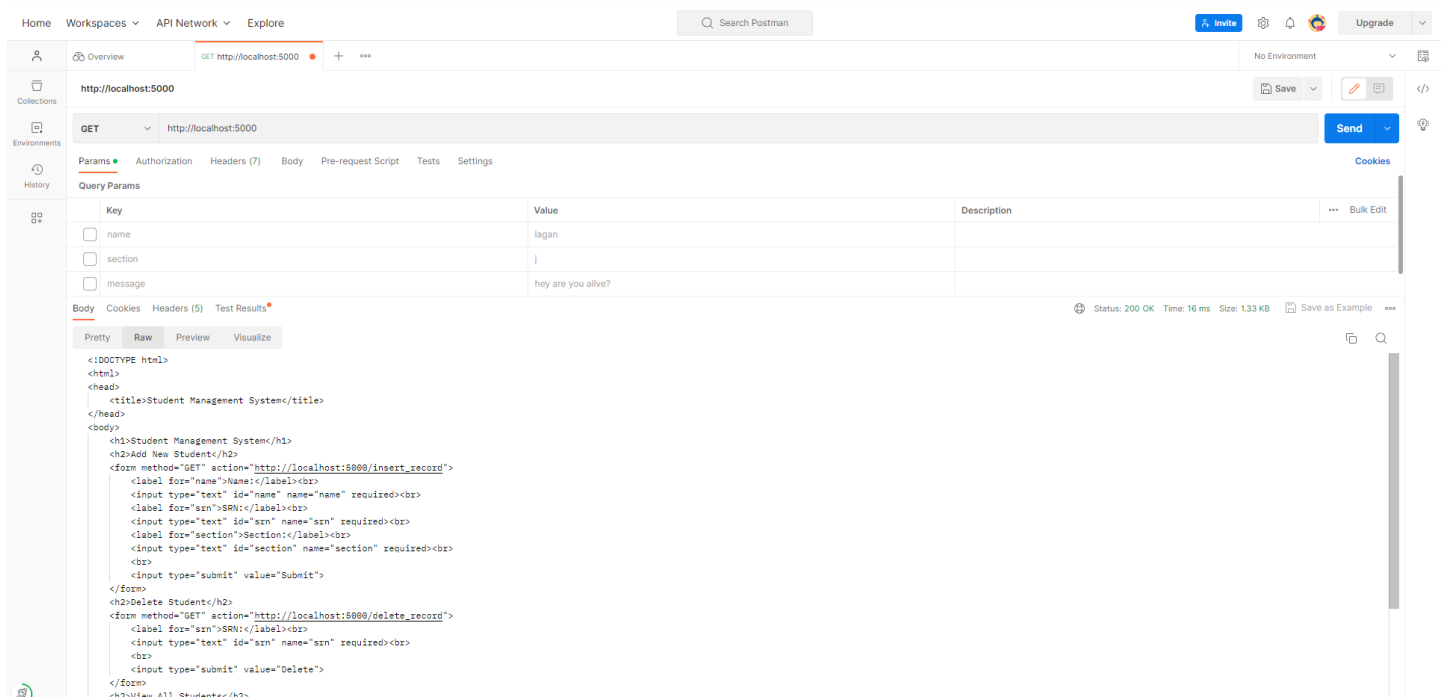 Home Workspaces API Network Explore Search Postman Invite Upgrade
Overview GET http://localhost:5000 No Environment
Collections
Environments
History
http://localhost:5000 Save
GET http://localhost:5000 Send
Params Authorization Headers (7) Body Pre-request Script Tests Settings Cookies
Query Params
Key Value Description Bulk Edit
name lagan
section j
message hey are you alive?
Body Cookies Headers (5) Test Results Status: 200 OK Time: 16 ms Size: 1.33 KB Save as Example
Pretty Raw Preview Visualize
<!DOCTYPE html>
<html>
<head>
<title>Student Management System</title>
</head>
<body>
<h1>Student Management System</h1>
<h2>Add New Student</h2>
<form method="GET" action="http://localhost:5000/insert_record">
<label for="name">Name:</label><br>
<input type="text" id="name" name="name" required><br>
<label for="srn">SRN:</label><br>
<input type="text" id="srn" name="srn" required><br>
<label for="section">Section:</label><br>
<input type="text" id="section" name="section" required><br>
<br>
<input type="submit" value="Submit">
</form>
<h2>Delete Student</h2>
<form method="GET" action="http://localhost:5000/delete_record">
<label for="srn">SRN:</label><br>
<input type="text" id="srn" name="srn" required><br>
<br>
<input type="submit" value="Delete">
</form>
<h2>View All Students</h2>